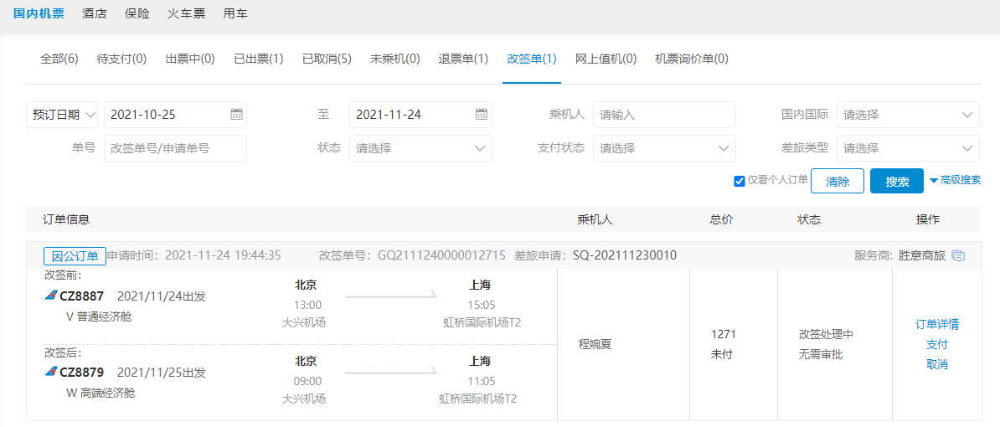 国内机票 酒店 保险 火车票 用车
全部(6) 待支付(0) 出票中(0) 已出票(1) 已取消(5) 未乘机(0) 退票单(1) 改签单(1) 网上值机(0) 机票询价单(0)
预订日期 2021-10-25 至 2021-11-24 乘机人 请输入 国内国际 请选择
单号 改签单号/申请单号 状态 请选择 支付状态 请选择 差旅类型 请选择
仅看个人订单 清除 搜索 高级搜索
订单信息 乘机人 总价 状态 操作
因公订单 申请时间：2021-11-24 19:44:35 改签单号：GQ2111240000012715 差旅申请：SQ-202111230010 服务商: 胜意商旅
改签前：
CZ8887 2021/11/24出发
V 普通经济舱
北京 上海
13:00 15:05
大兴机场 虹桥国际机场T2
改签后：
CZ8879 2021/11/25出发
W 高端经济舱
北京 上海
09:00 11:05
大兴机场 虹桥国际机场T2
程婉夏
1271
未付
改签处理中
无需审批
订单详情
支付
取消